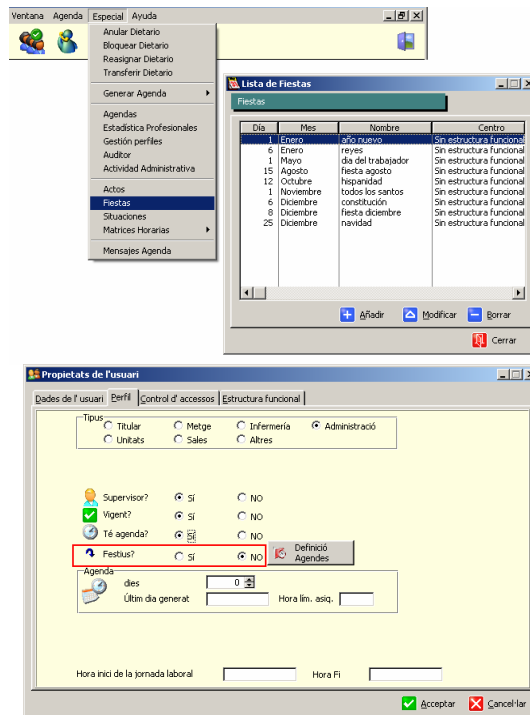 Ventana Agenda Especial Ayuda
Anular Dietario
Bloquear Dietario
Reasignar Dietario
Transferir Dietario
Generar Agenda
Agendas
Estadística Profesionales
Gestión perfiles
Auditor
Actividad Administrativa
Actos
Fiestas
Situaciones
Matrices Horarias
Mensajes Agenda
Lista de Fiestas
Fiestas
Día Mes Nombre Centro
1 Enero año nuevo Sin estructura funcional
6 Enero reyes Sin estructura funcional
1 Mayo dia del trabajador Sin estructura funcional
15 Agosto fiesta agosto Sin estructura funcional
12 Octubre hispanidad Sin estructura funcional
1 Noviembre todos los santos Sin estructura funcional
6 Diciembre constitución Sin estructura funcional
8 Diciembre fiesta diciembre Sin estructura funcional
25 Diciembre navidad Sin estructura funcional
Añadir Modificar Borrar
Cerrar
Propietats de l'usuari
Dades de l' usuari Perfil Control d' accessos Estructura funcional
Tipus
Titular Metge Infermería Administració
Unitats Sales Altres
Supervisor? Sí NO
Vigent? Sí NO
Té agenda? Sí NO
Festius? Sí NO Definició Agendes
Agenda
dies 0
Últim dia generat Hora lím. asiq.
Hora inici de la jornada laboral Hora Fi
Acceptar Cancel·lar